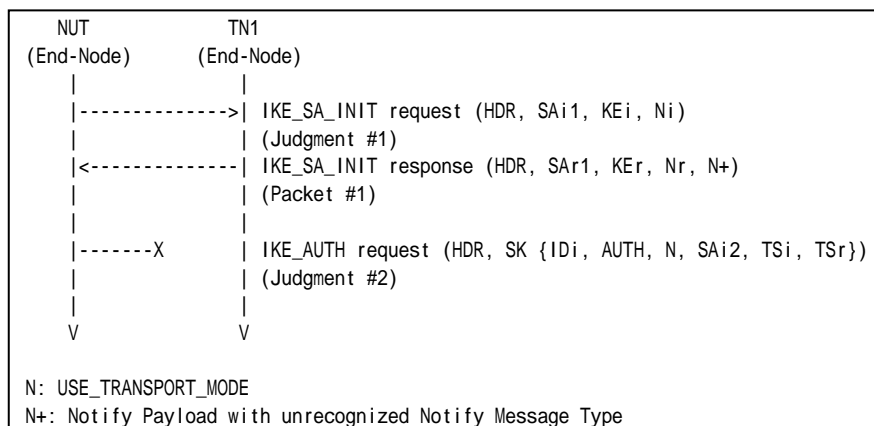 NUT TN1
(End-Node) (End-Node)
| |
|-------------->| IKE_SA_INIT request (HDR, SAi1, KEi, Ni)
| | (Judgment #1)
|<--------------| IKE_SA_INIT response (HDR, SAr1, KEr, Nr, N+)
| | (Packet #1)
| |
|-------X | IKE_AUTH request (HDR, SK {IDi, AUTH, N, SAi2, TSi, TSr})
| | (Judgment #2)
| |
V V
N: USE_TRANSPORT_MODE
N+: Notify Payload with unrecognized Notify Message Type